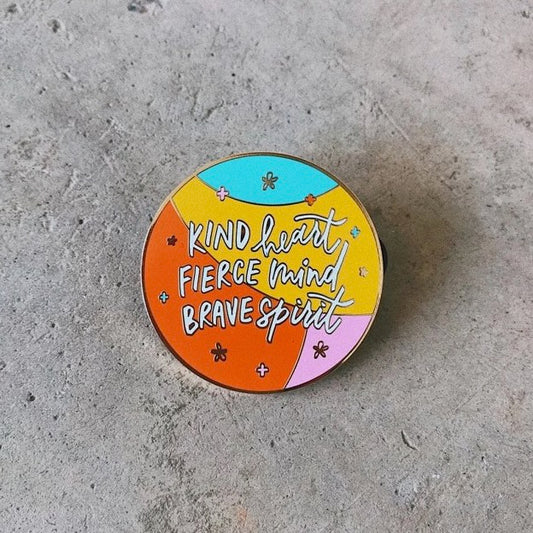 KIND heart
FIERCE mind
BRAVE spirit